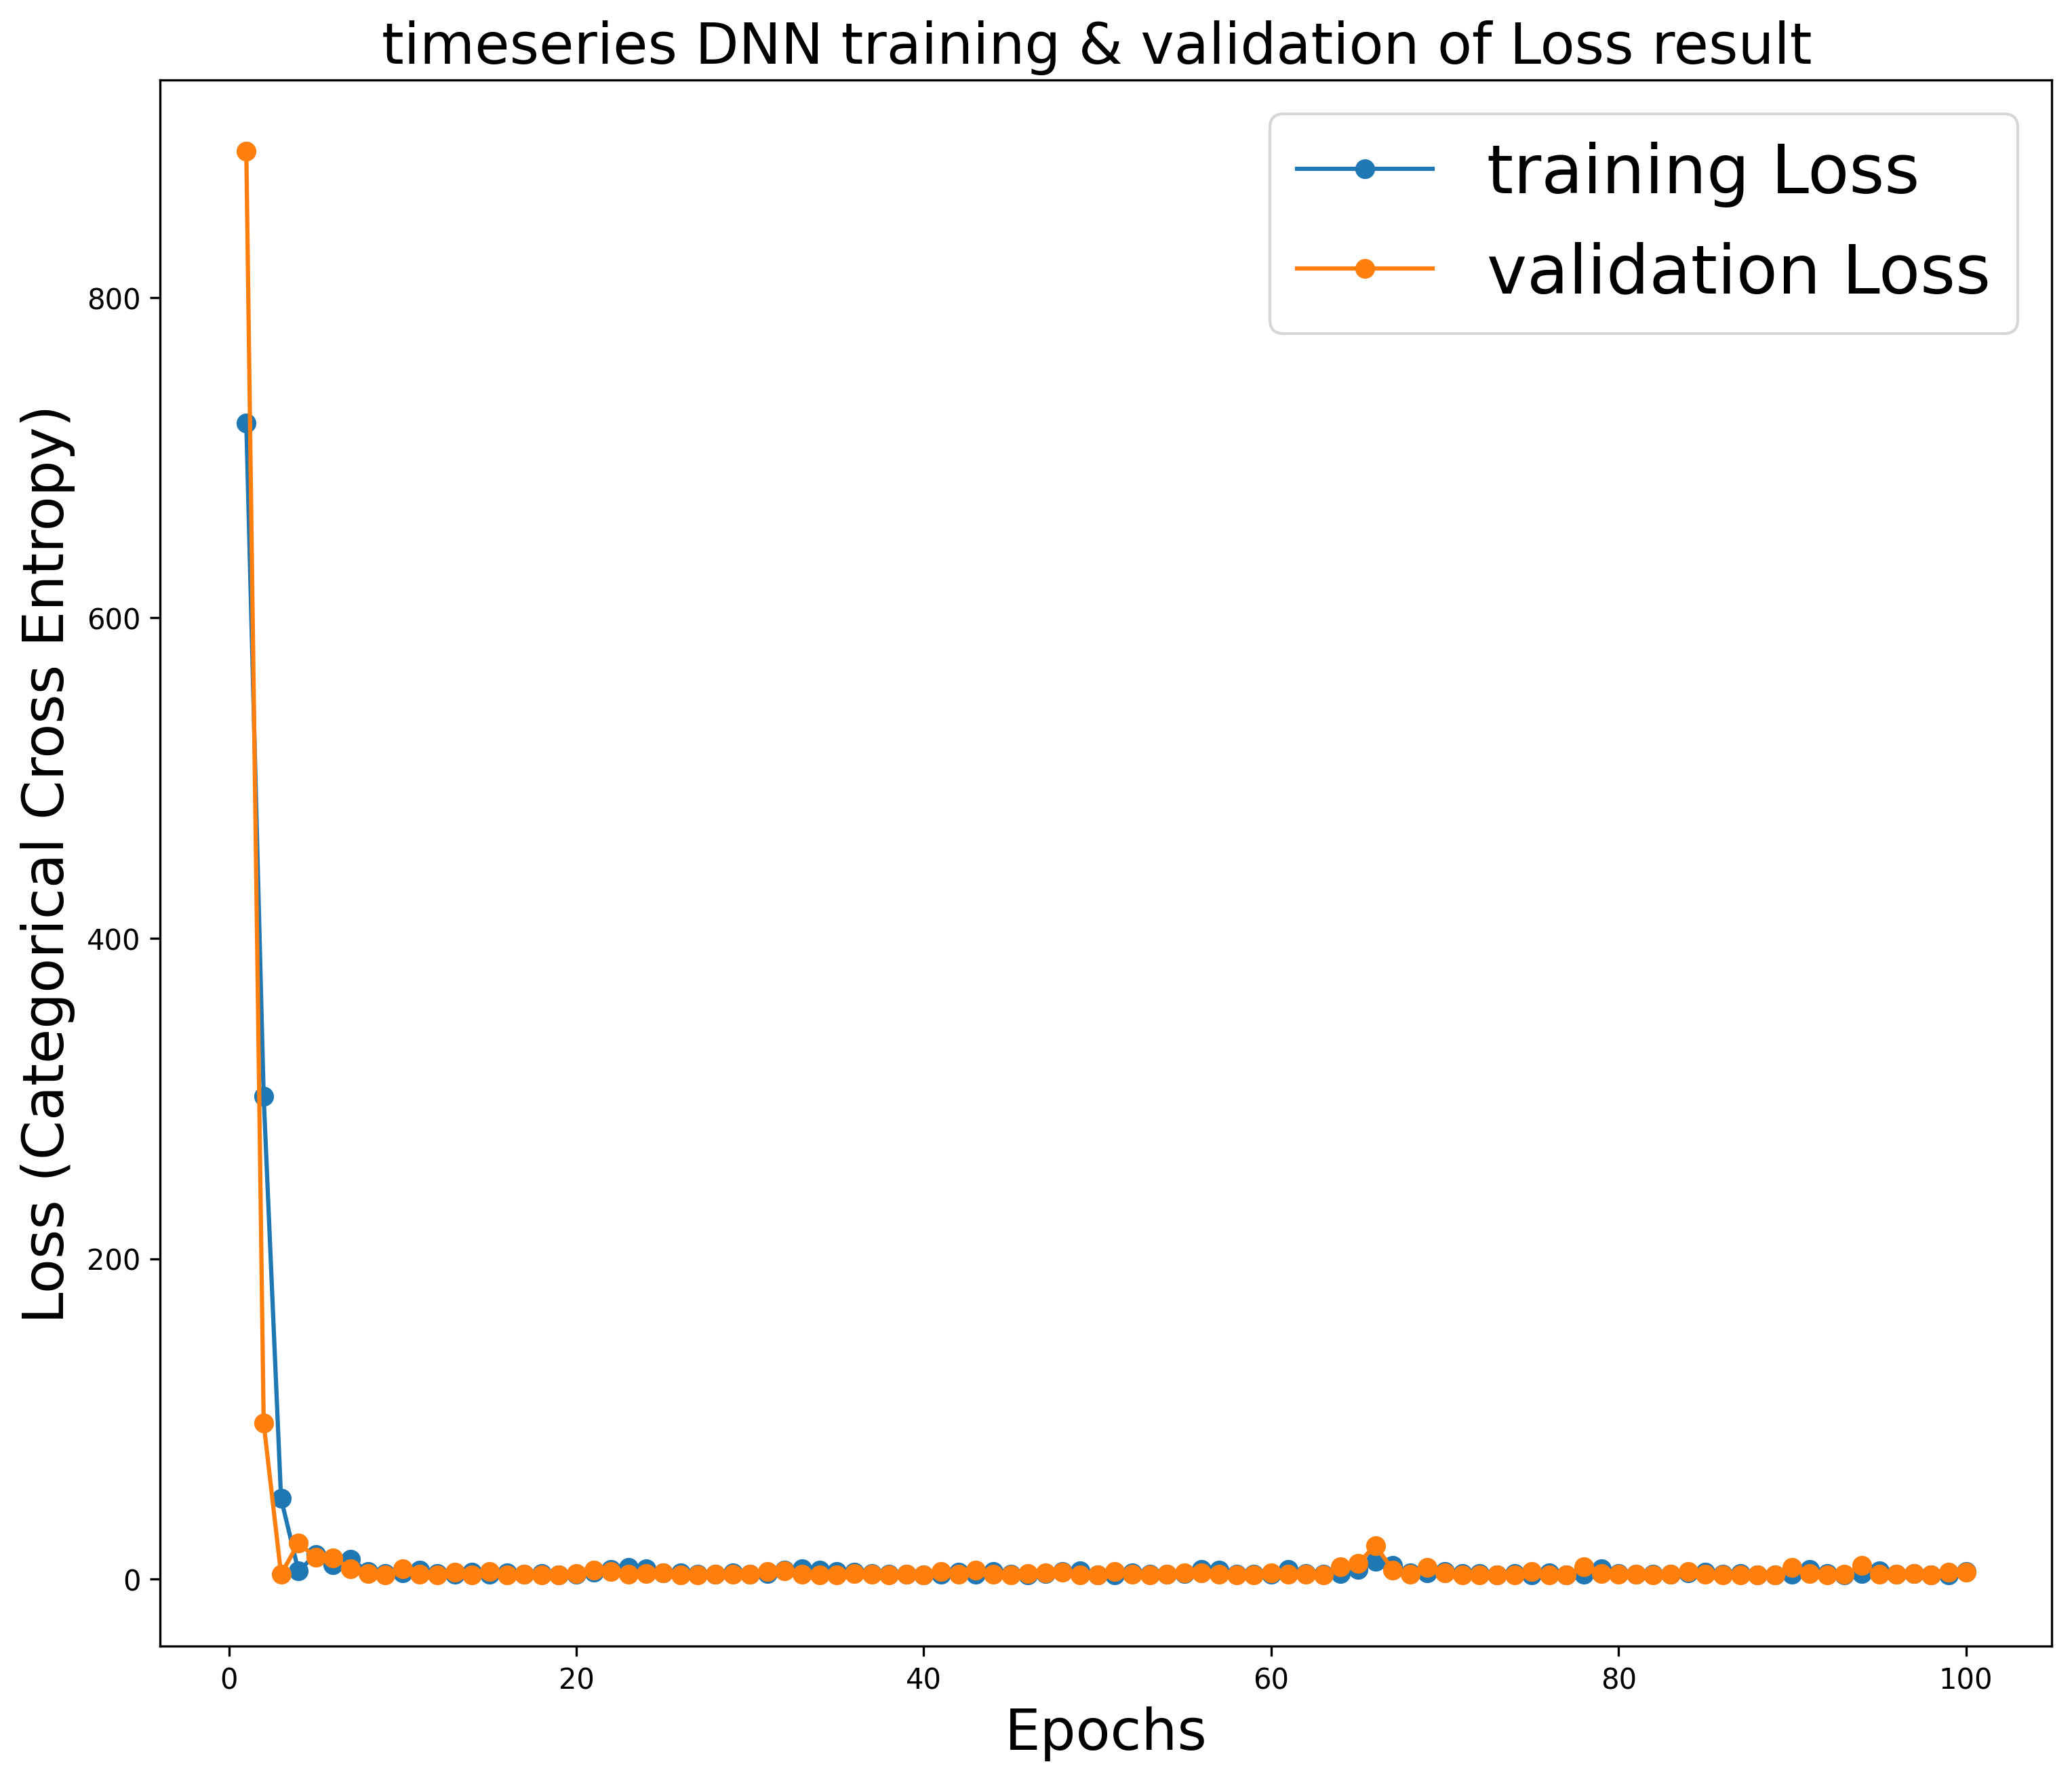 timeseries DNN training & validation of Loss result
training Loss
validation Loss
Loss (Categorical Cross Entropy)
800
600
400
200
0
0 20 40 60 80 100
Epochs